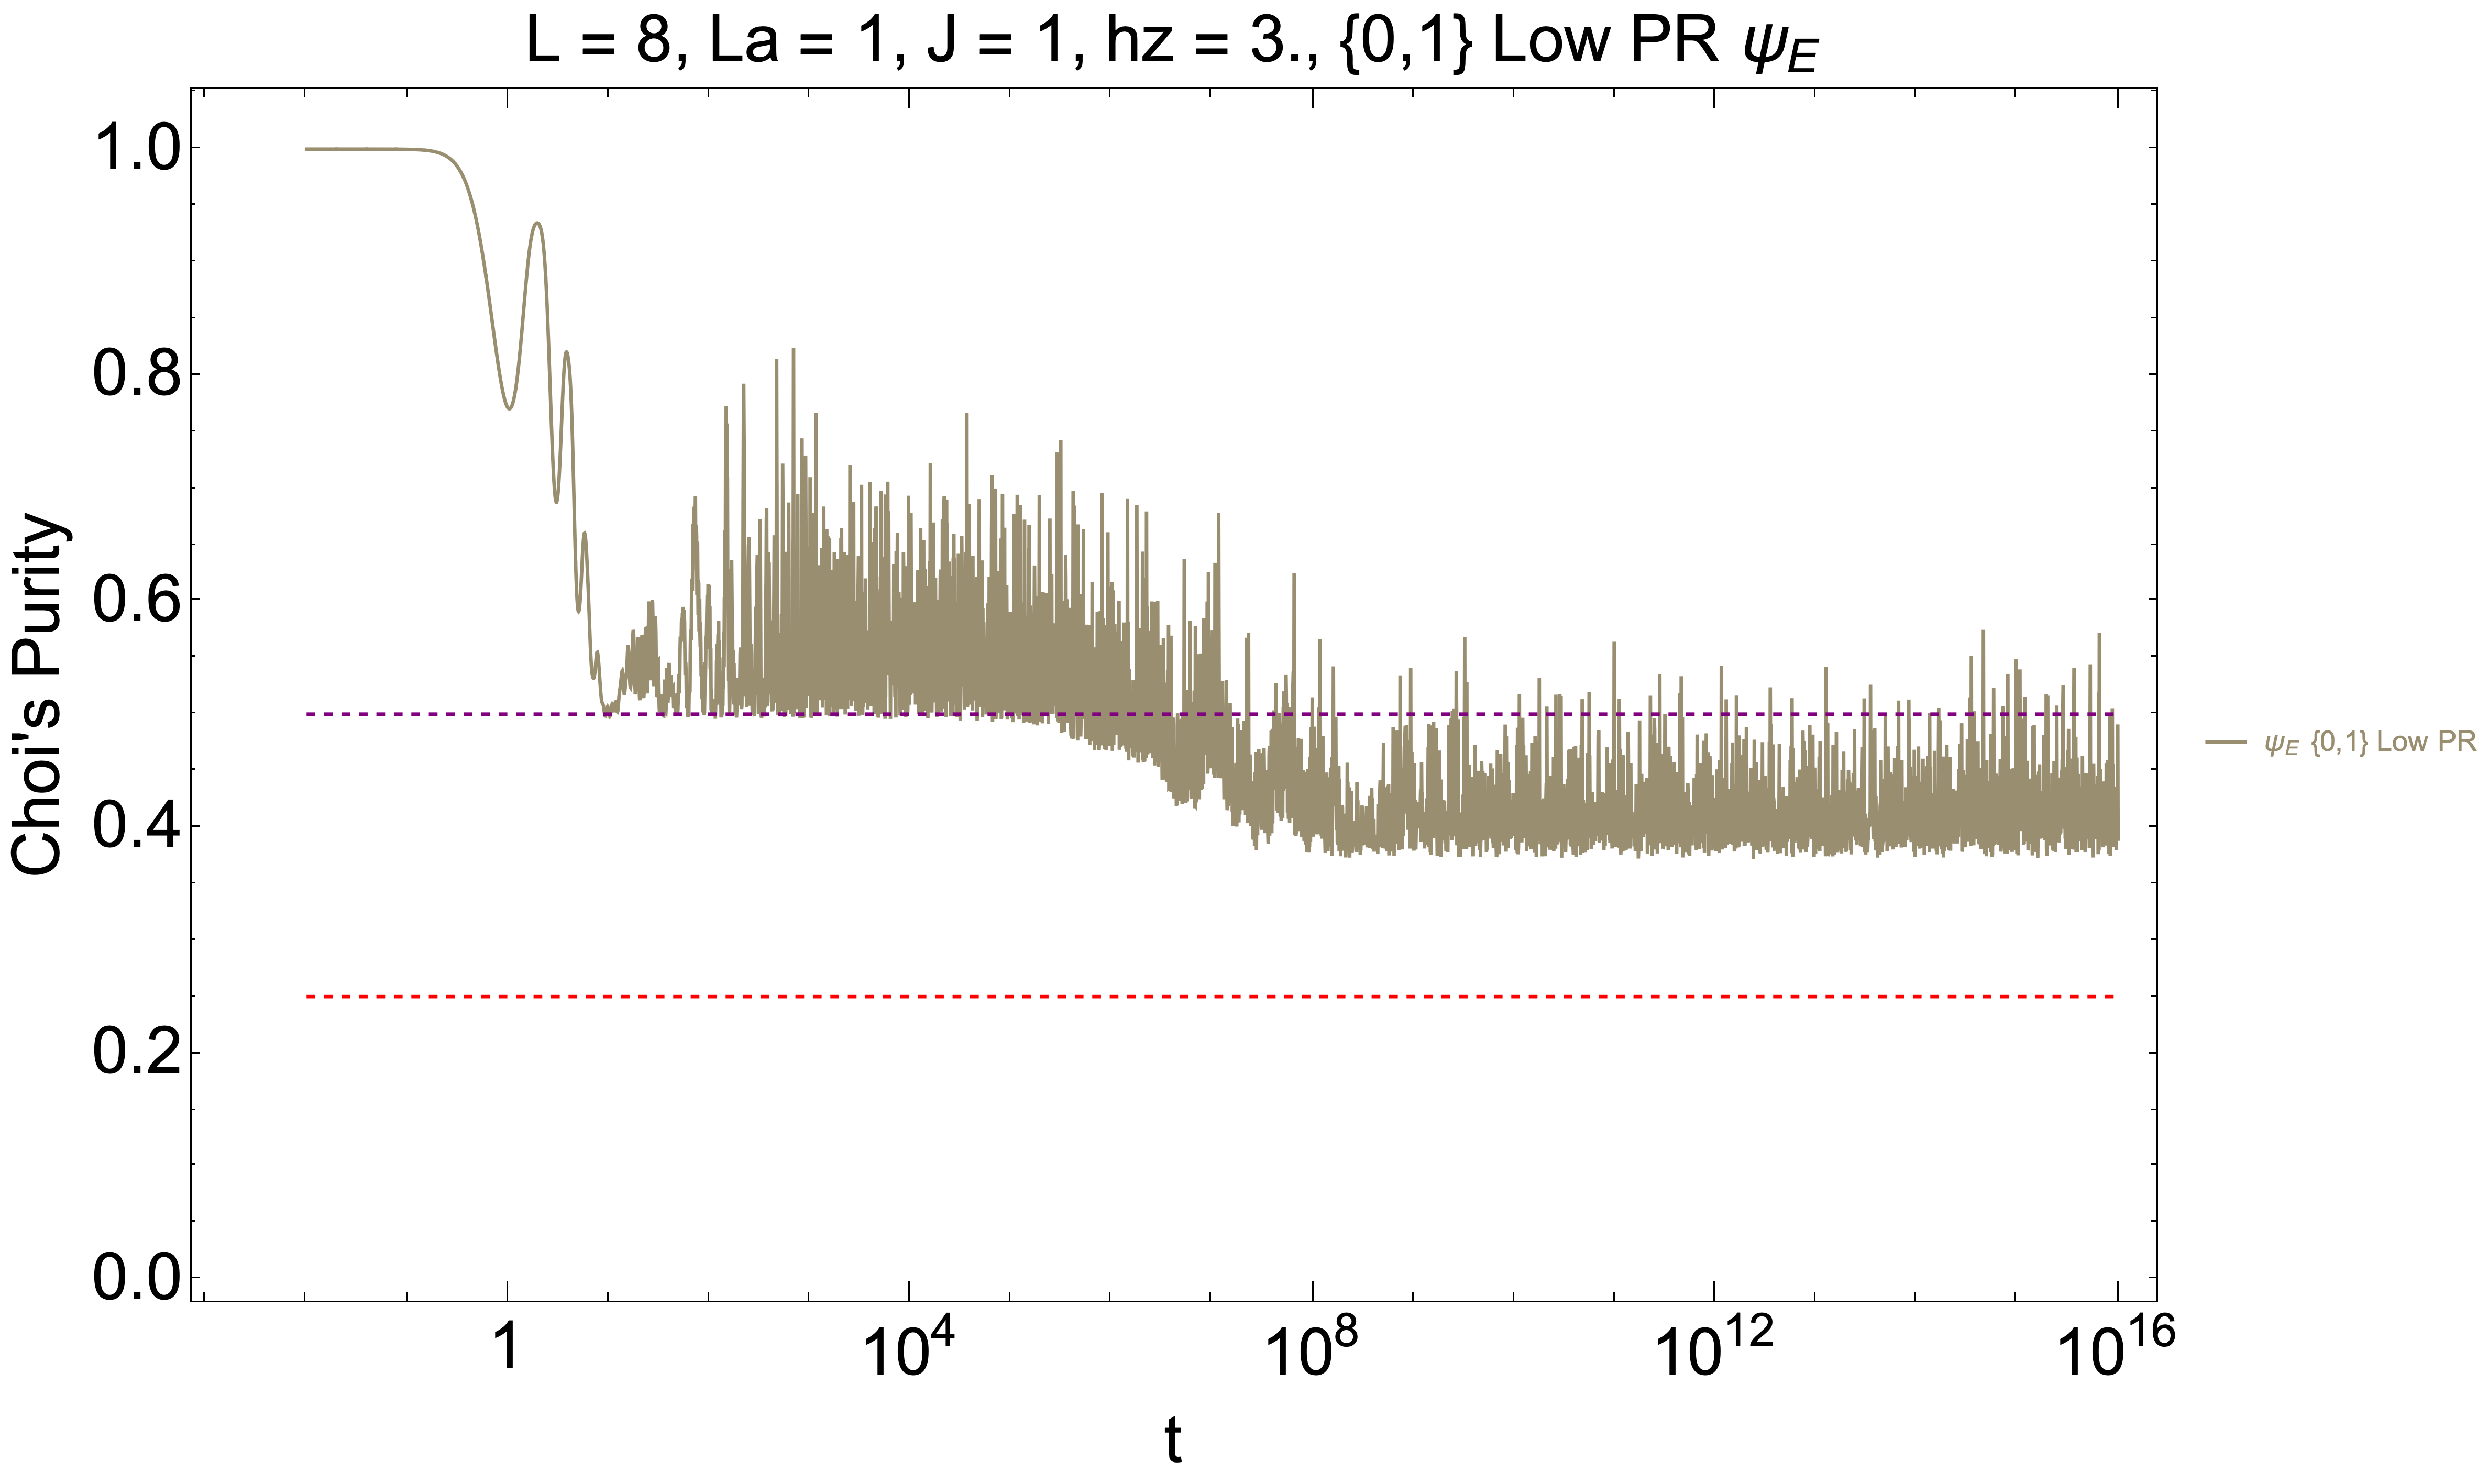 L = 8, La = 1, J = 1, hz = 3., {0,1} Low PR ψE
Choi's Purity
1.0
0.8
0.6
0.4
0.2
0.0
ψE {0,1} Low PR
1
10^4
10^8
10^12
10^16
t